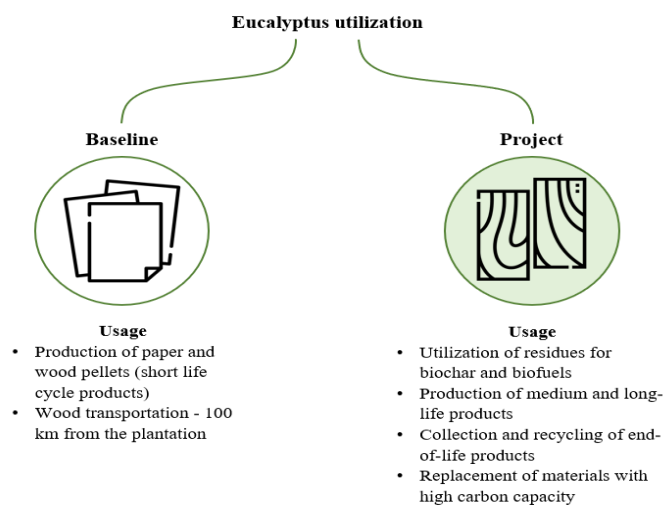 Eucalyptus utilization
Baseline
Usage
• Production of paper and
wood pellets (short life
cycle products)
• Wood transportation - 100
km from the plantation
Project
Usage
• Utilization of residues for
biochar and biofuels
• Production of medium and long-
life products
• Collection and recycling of end-
of-life products
• Replacement of materials with
high carbon capacity